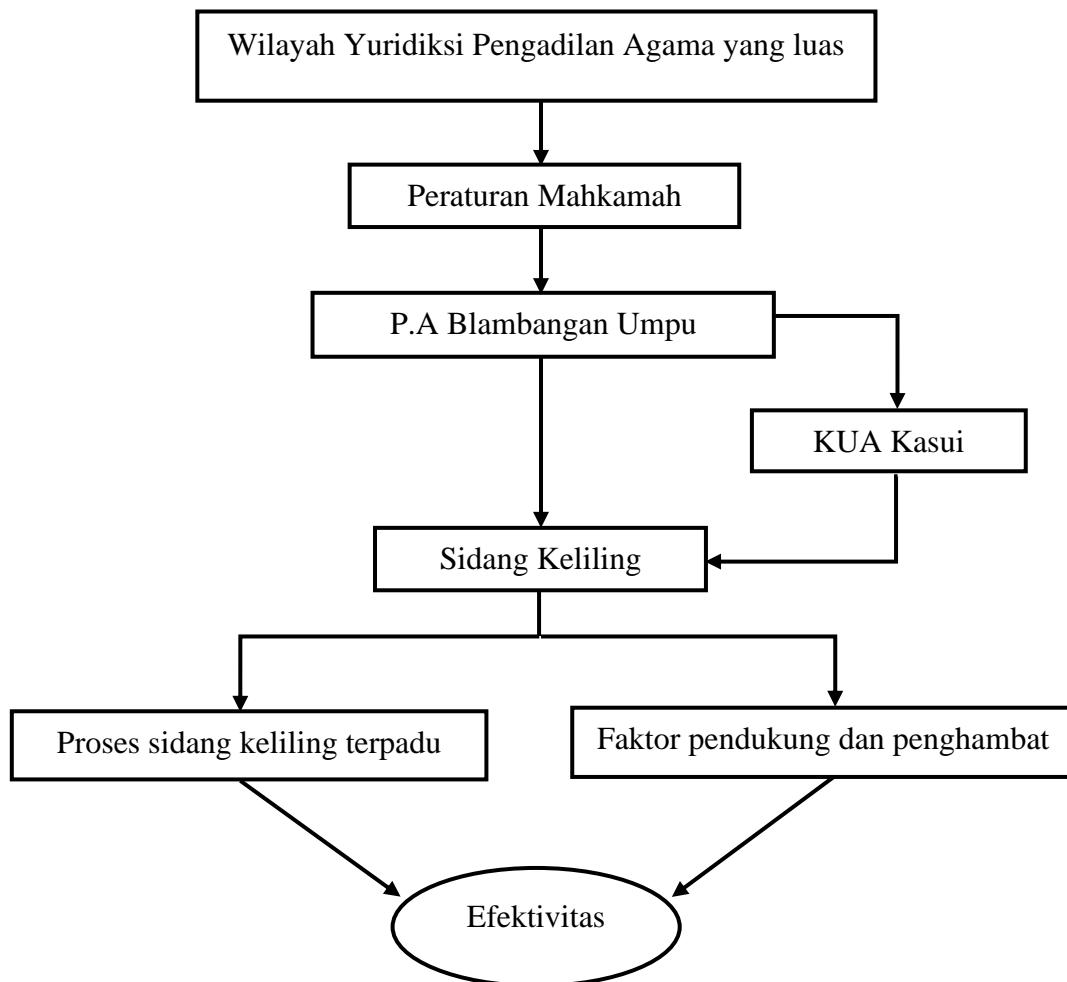 Wilayah Yuridiksi Pengadilan Agama yang luas
Peraturan Mahkamah
P.A Blambangan Umpu
KUA Kasui
Sidang Keliling
Proses sidang keliling terpadu
Faktor pendukung dan penghambat
Efektivitas